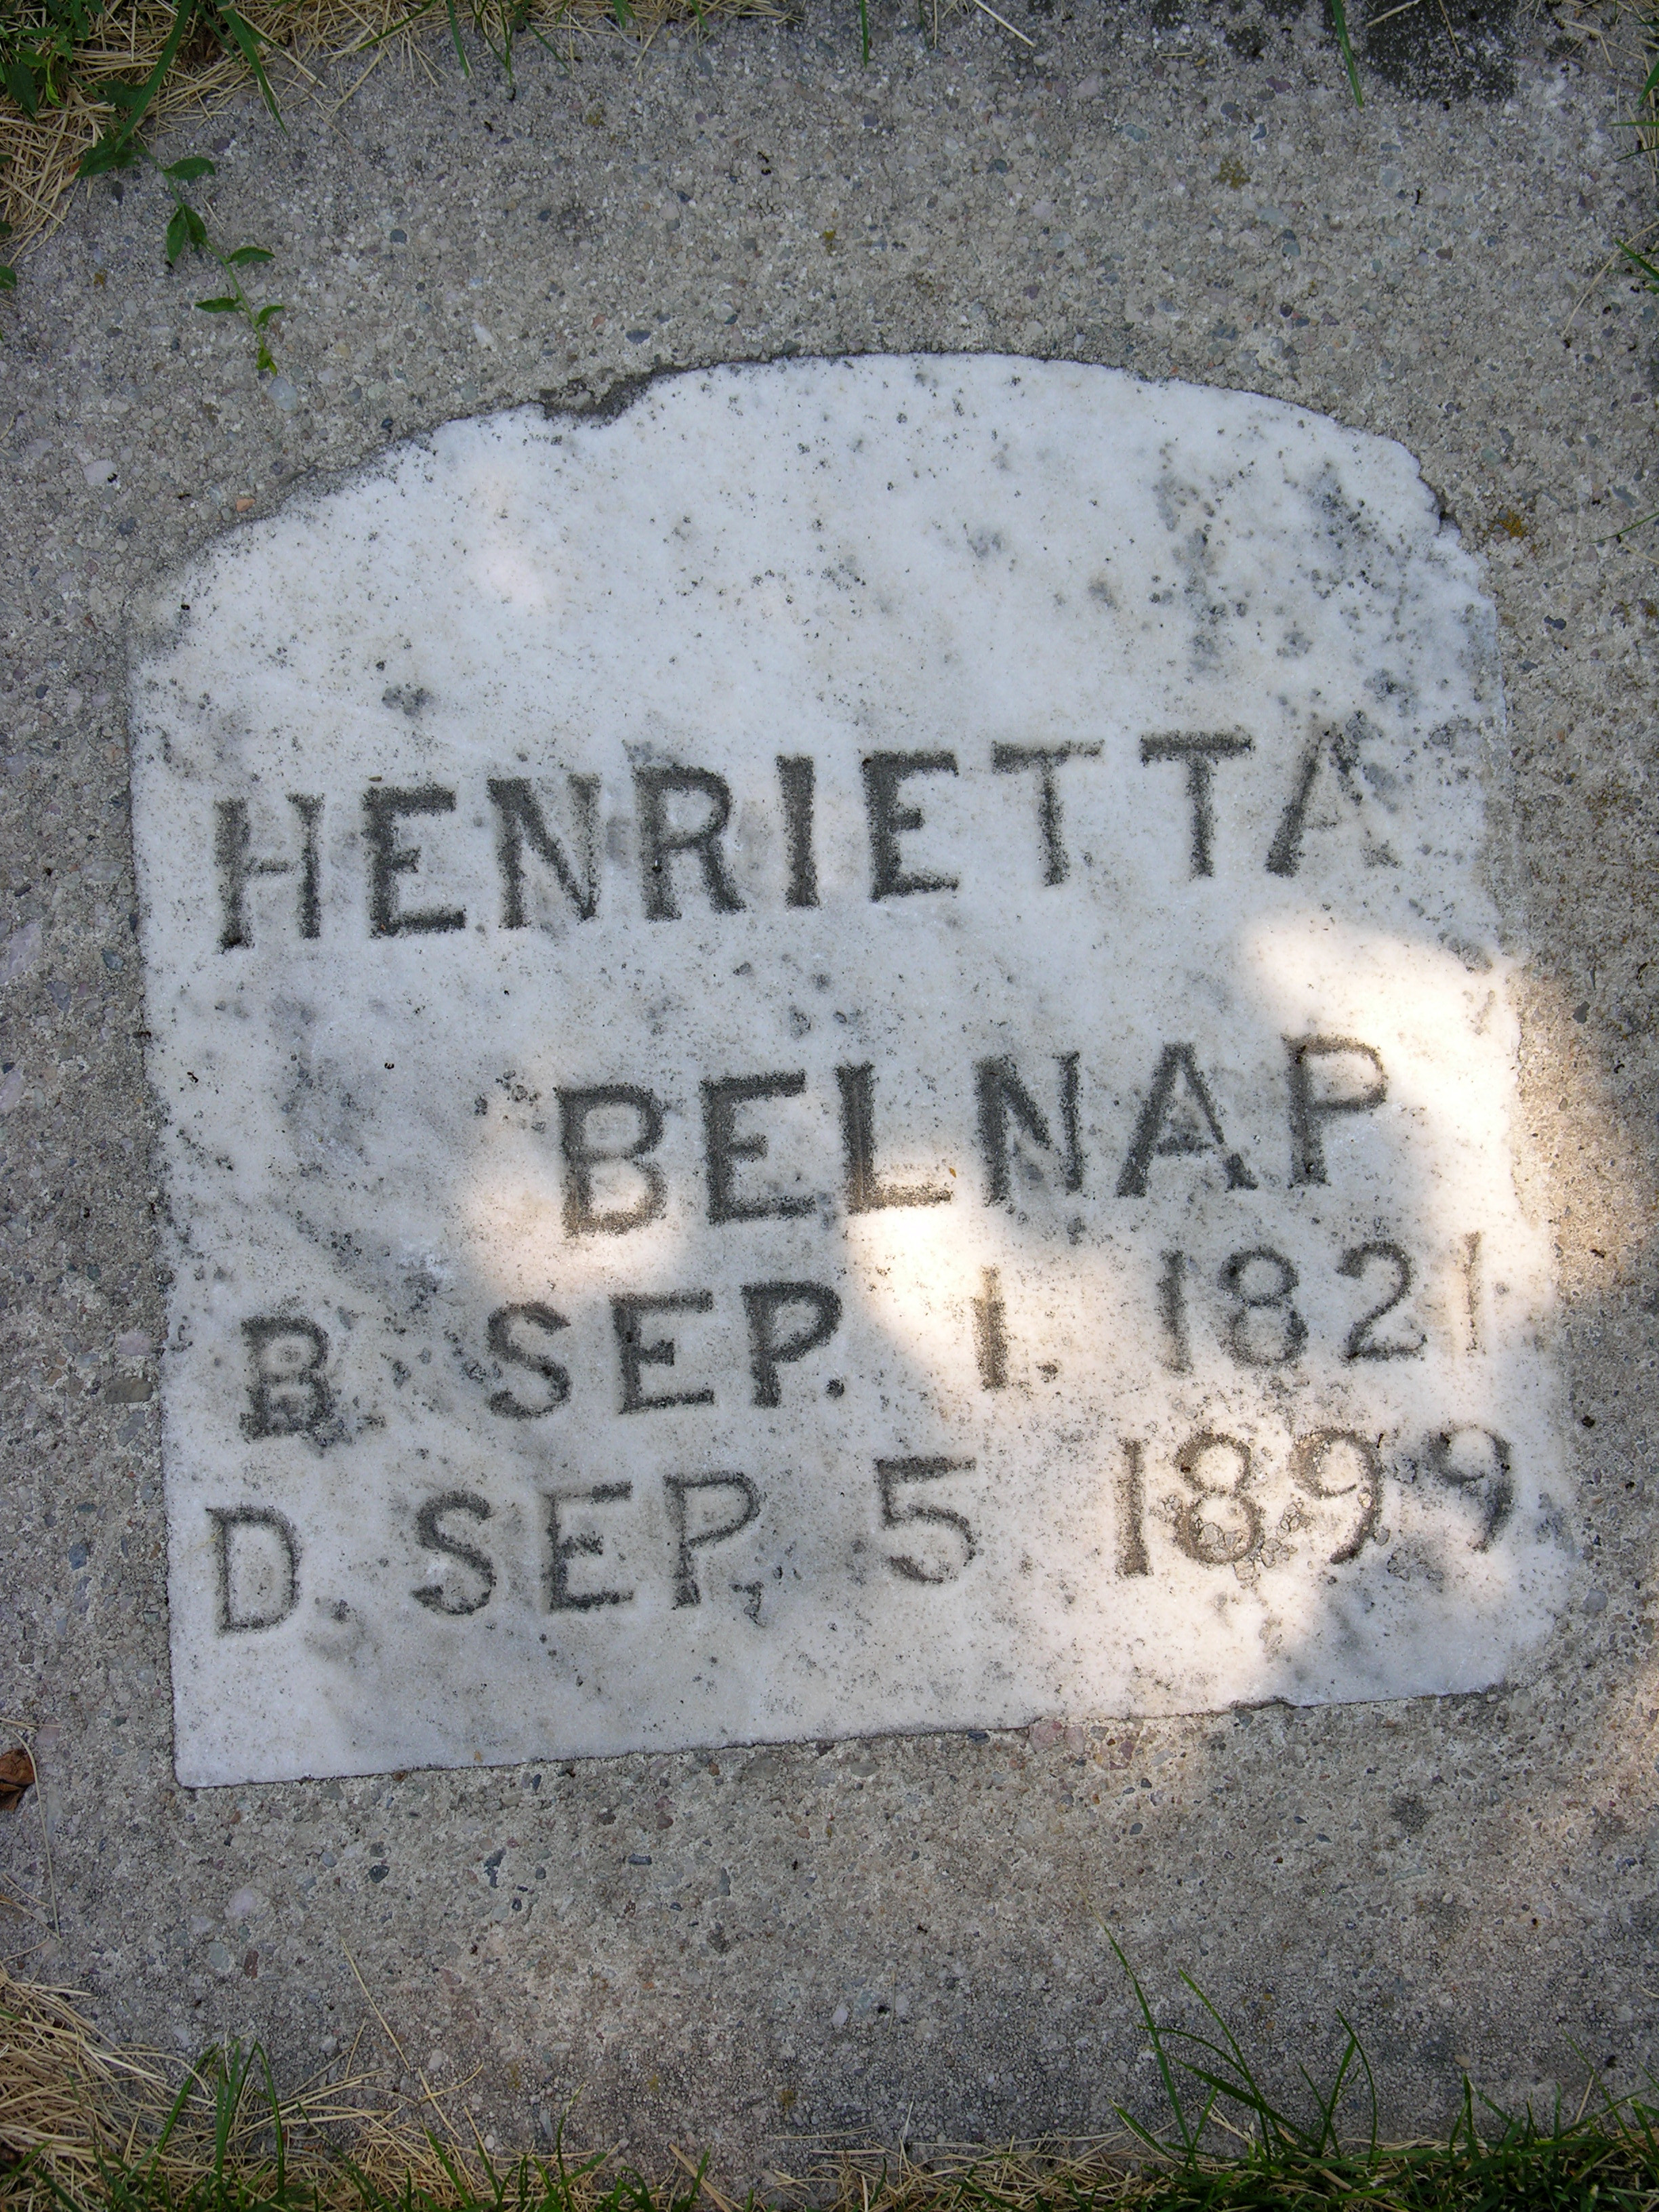 HENRIETTA
BELNAP
B. SEP. 1. 1821
D. SEP. 5 1899